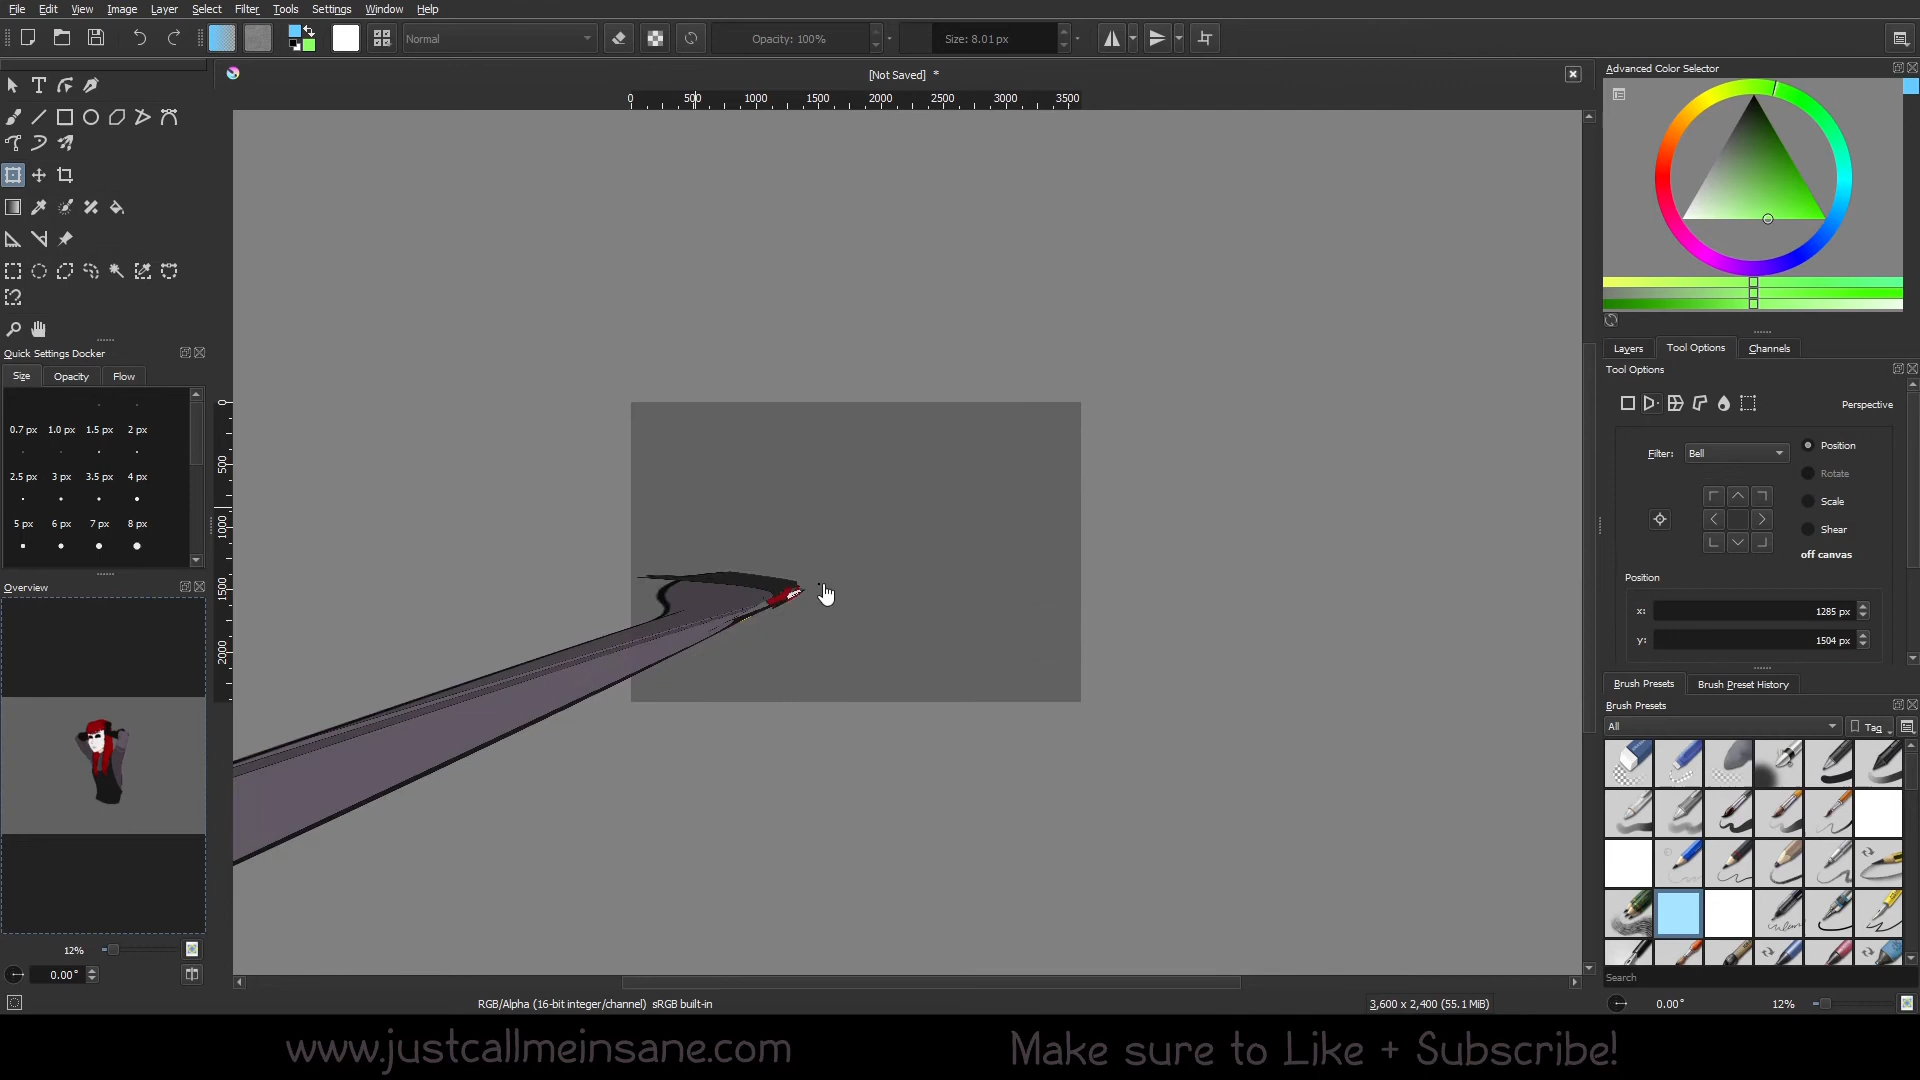 File Edit View Image Layer Select Filter Tools Settings Window Help
Normal
Opacity: 100%
Size: 8.01 px
[Not Saved] *
Advanced Color Selector
0 500 1000 1500 2000 2500 3000 3500
0 500 1000 1500 2000
Quick Settings Docker
Size Opacity Flow
0.7 px 1.0 px 1.5 px 2 px
2.5 px 3 px 3.5 px 4 px
5 px 6 px 7 px 8 px
Overview
12%
0.00°
Layers Tool Options Channels
Tool Options
Perspective
Filter: Bell
Position
Rotate
Scale
Shear
off canvas
Position
x: 1285 px
y: 1504 px
Brush Presets Brush Preset History
Brush Presets
All
Tag
Search
RGB/Alpha (16-bit integer/channel) sRGB built-in
3,600 x 2,400 (55.1 MiB)
0.00°
12%
www.justcallmeinsane.com
Make sure to Like + Subscribe!